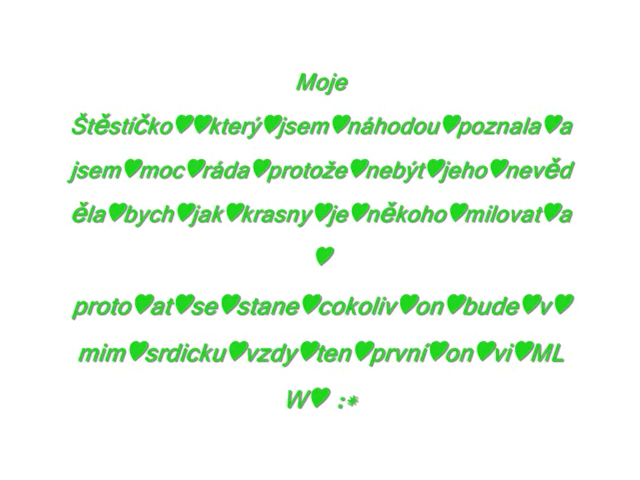 Moje
Štěstíčko♥♥který♥jsem♥náhodou♥poznala♥a
jsem♥moc♥ráda♥protože♥nebýt♥jeho♥nevěd
ěla♥bych♥jak♥krasny♥je♥někoho♥milovat♥a
♥
proto♥at♥se♥stane♥cokoliv♥on♥bude♥v♥
mim♥srdicku♥vzdy♥ten♥první♥on♥vi♥ML
W♥ :*